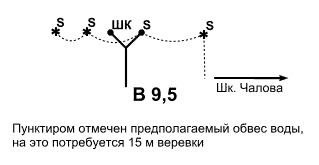 S S ШК S S
В 9,5
Шк. Чалова
Пунктиром отмечен предполагаемый обвес воды,
на это потребуется 15 м веревки